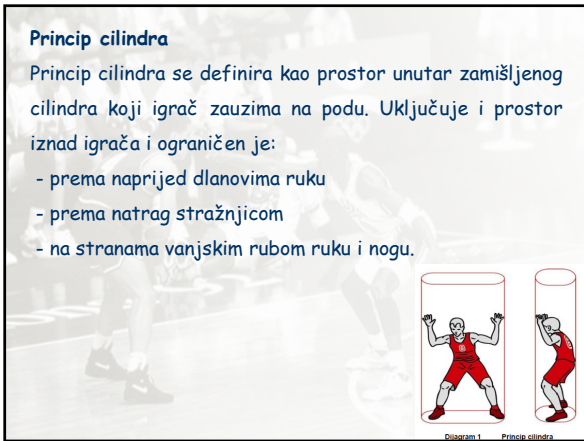 Princip cilindra
Princip cilindra se definira kao prostor unutar zamišljenog
cilindra koji igrač zauzima na podu. Uključuje i prostor
iznad igrača i ograničen je:
- prema naprijed dlanovima ruku
- prema natrag stražnjicom
- na stranama vanjskim rubom ruku i nogu.
Dijagram 1 Princip cilindra